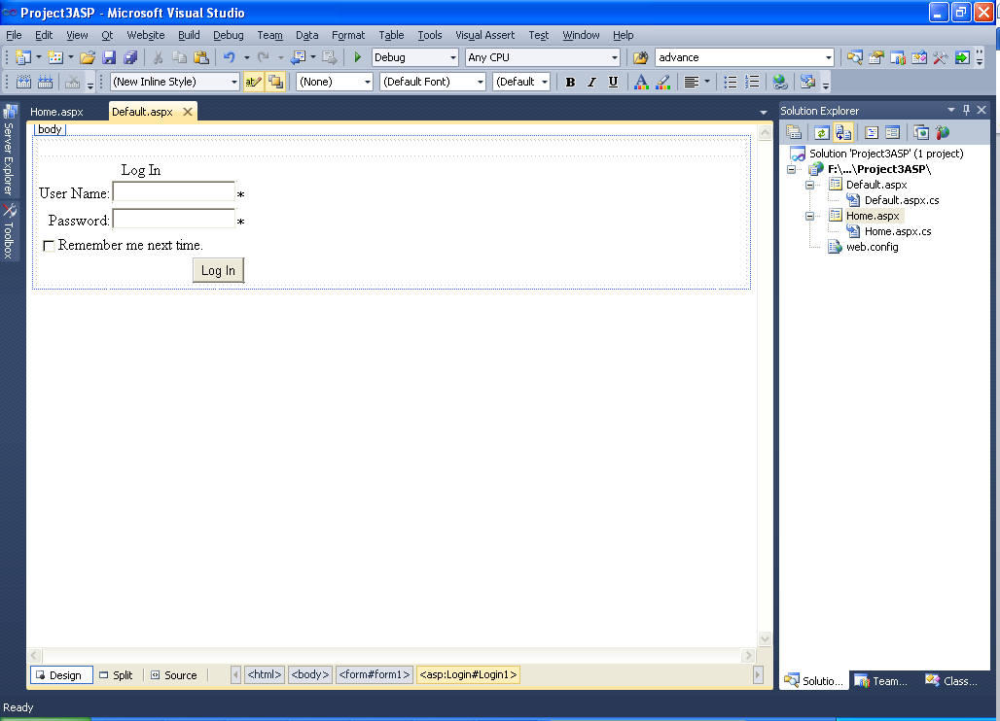 Project3ASP - Microsoft Visual Studio
File Edit View Qt Website Build Debug Team Format Table Tools Visual Assert Test Window Help
Debug Any CPU advance
(New Inline Style) ab (None) (Default Font) (Default B I U A
Home.aspx Default.aspx
Solution Explorer
Server Explorer
Toolbox
body
Log In
User Name: *
Password: *
Remember me next time.
Log In
Solution 'Project3ASP' (1 project)
F:\...\Project3ASP\
Default.aspx
Default.aspx.cs
Home.aspx
Home.aspx.cs
web.config
Design Split Source <html> <body> <form#form1> <asp:Login#Login1>
Solutio... Team... Class...
Ready